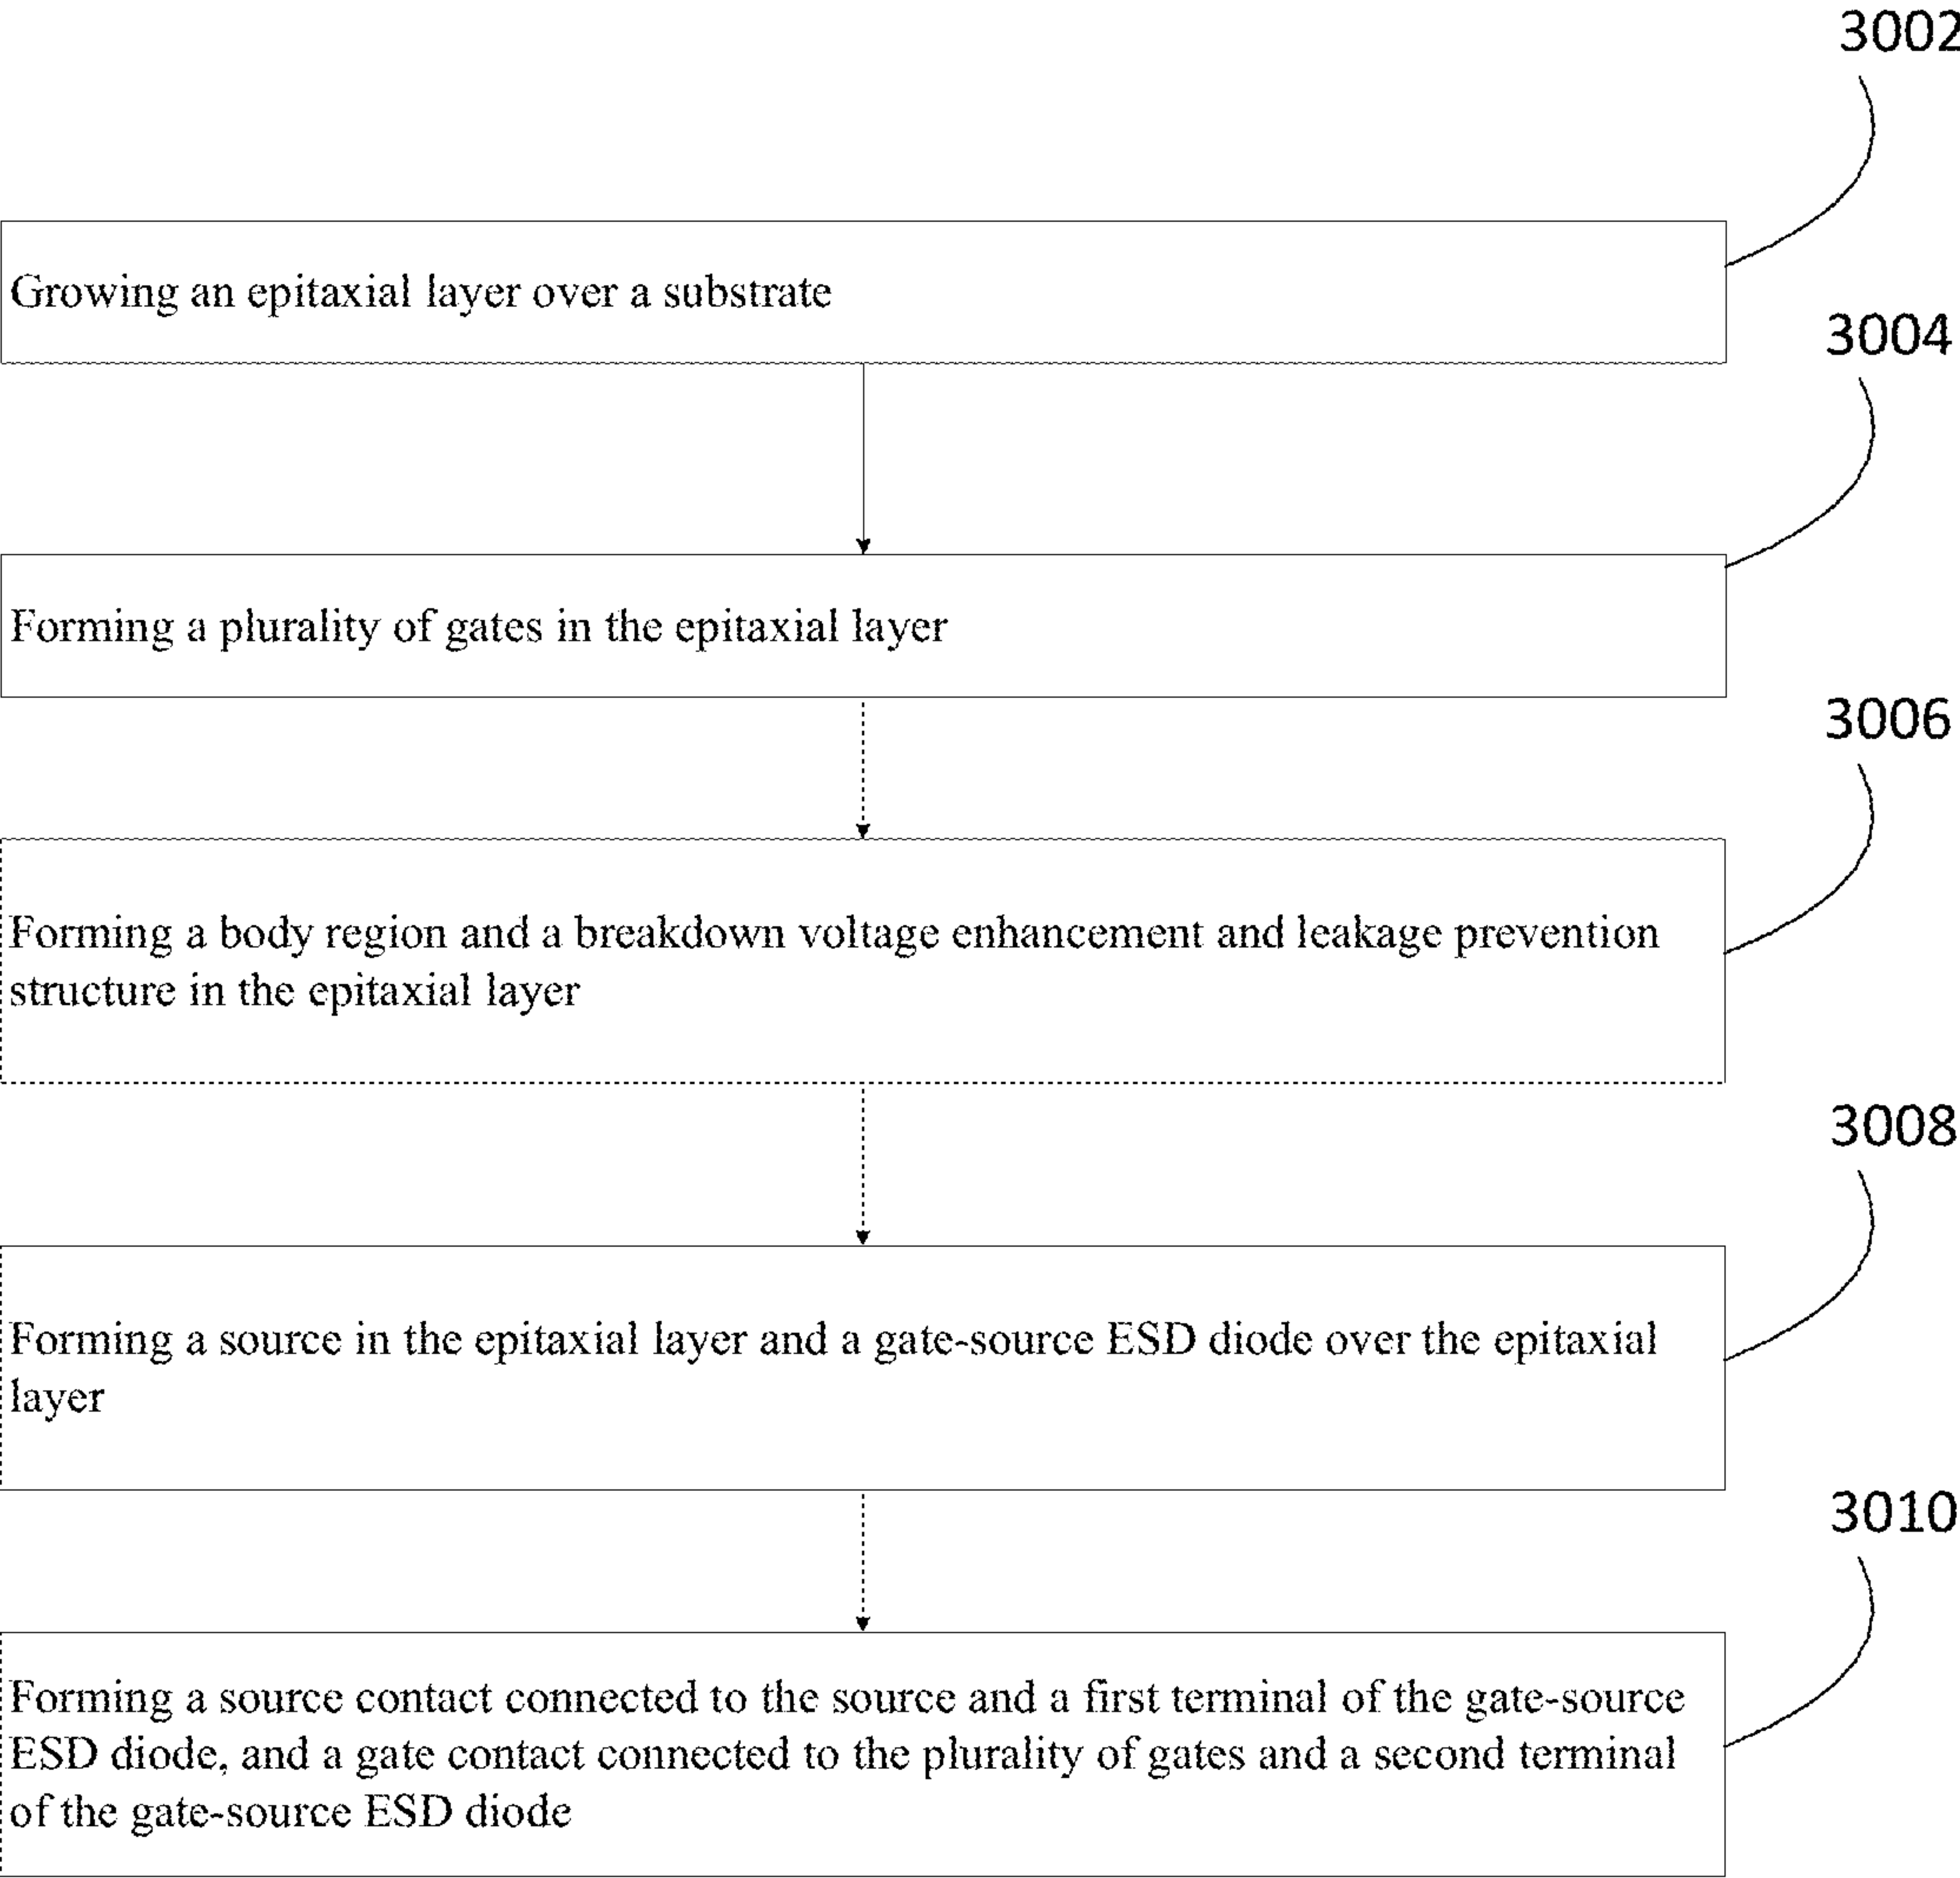 3002
Growing an epitaxial layer over a substrate
3004
Forming a plurality of gates in the epitaxial layer
3006
Forming a body region and a breakdown voltage enhancement and leakage prevention
structure in the epitaxial layer
3008
Forming a source in the epitaxial layer and a gate-source ESD diode over the epitaxial
layer
3010
Forming a source contact connected to the source and a first terminal of the gate-source
ESD diode, and a gate contact connected to the plurality of gates and a second terminal
of the gate-source ESD diode